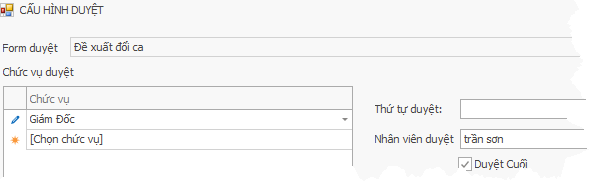 CẤU HÌNH DUYỆT
Form duyệt Đề xuất đổi ca
Chức vụ duyệt
Chức vụ
Giám Đốc
[Chọn chức vụ]
Thứ tự duyệt:
Nhân viên duyệt trần sơn
Duyệt Cuối